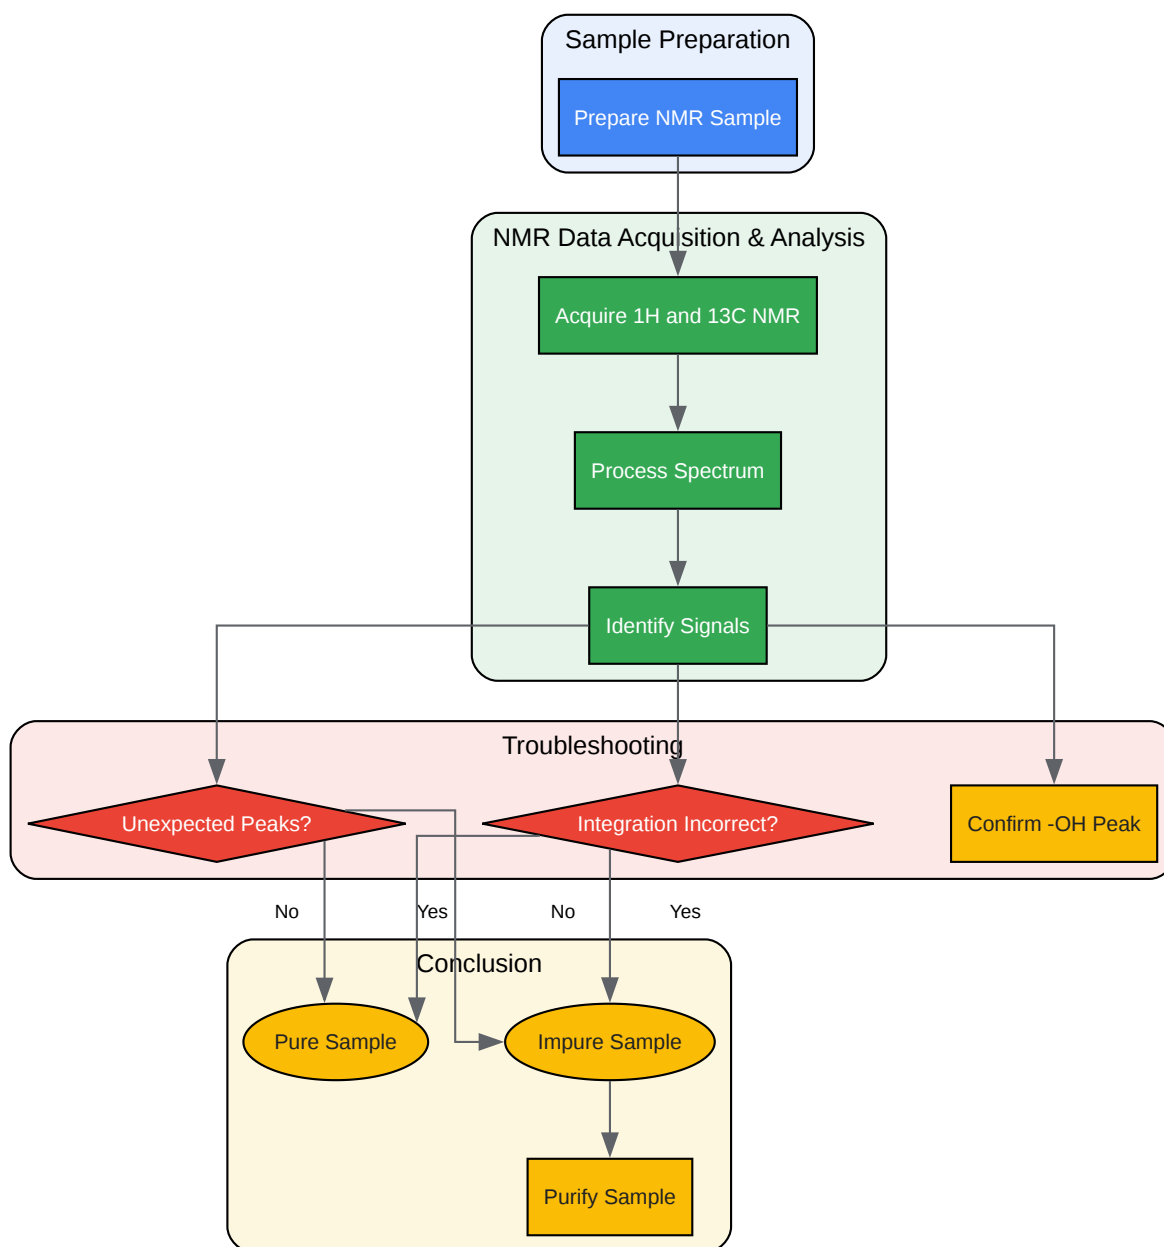 Sample Preparation
Prepare NMR Sample
NMR Data Acquisition & Analysis
Acquire 1H and 13C NMR
Process Spectrum
Identify Signals
Troubleshooting
Unexpected Peaks?
Integration Incorrect?
Confirm -OH Peak
No
Yes
No
Yes
Conclusion
Pure Sample
Impure Sample
Purify Sample